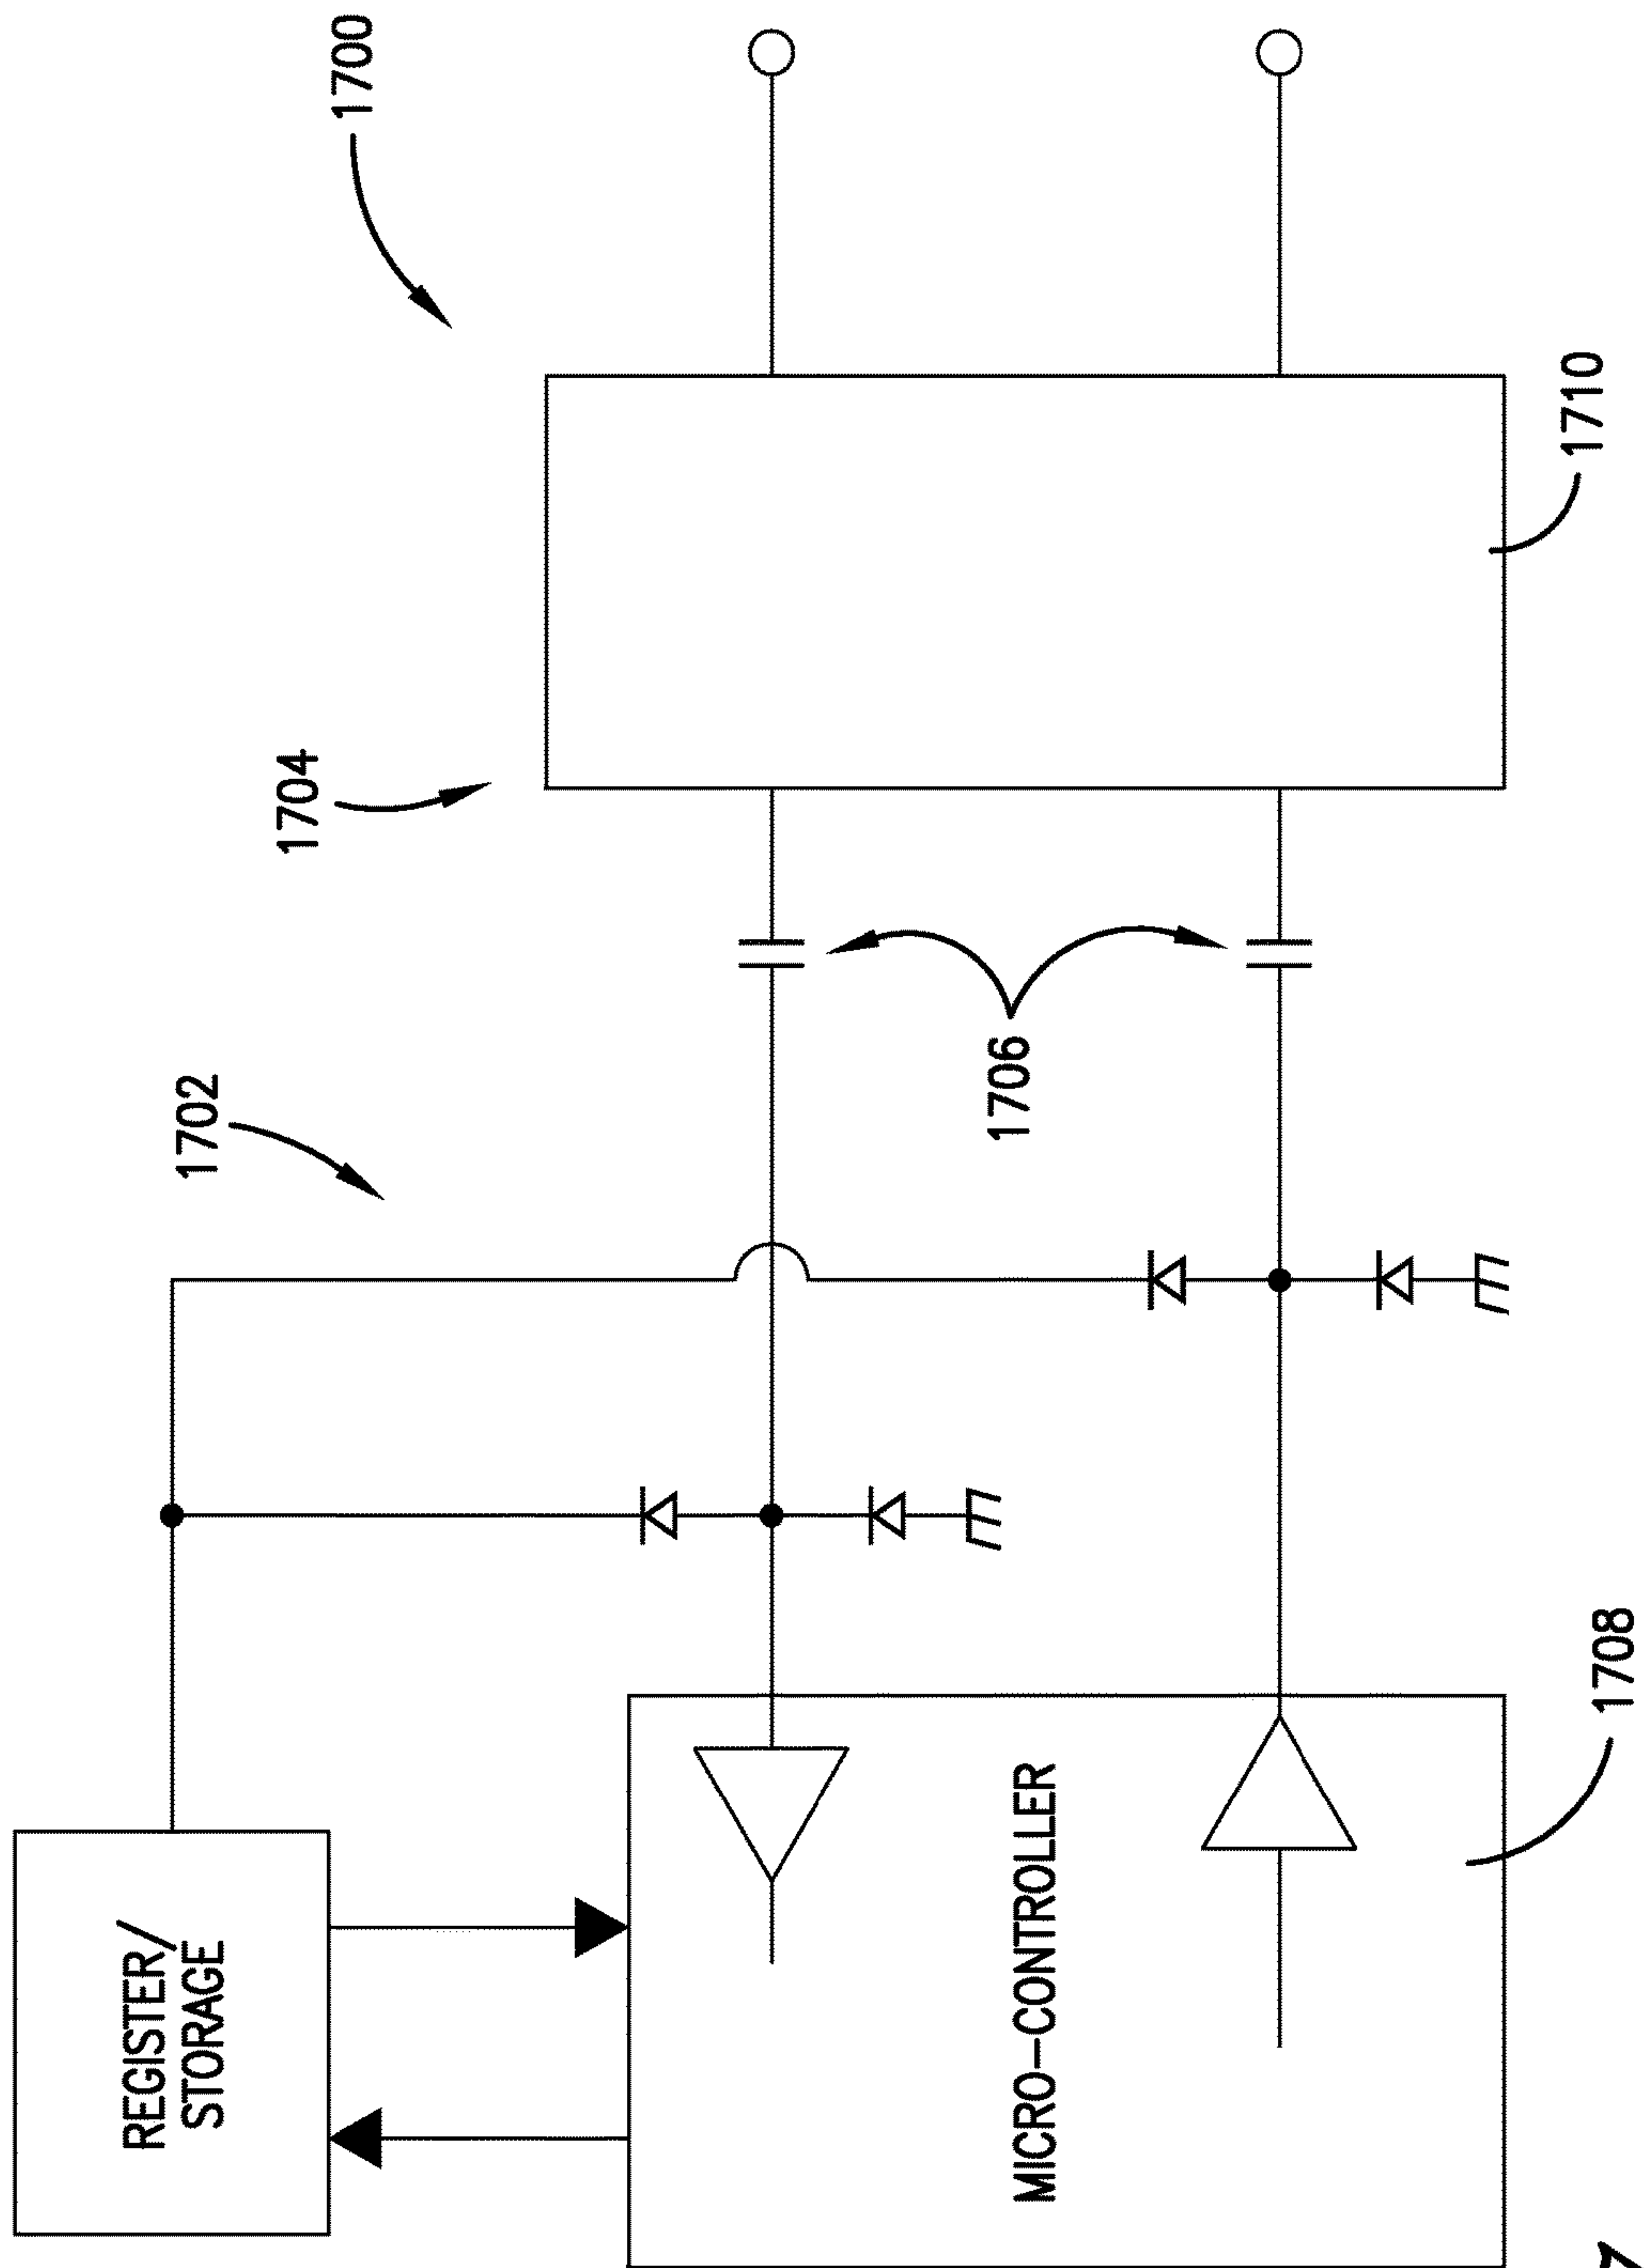 REGISTER/
STORAGE
1702
1704
1700
1706
MICRO-CONTROLLER
1708
1710